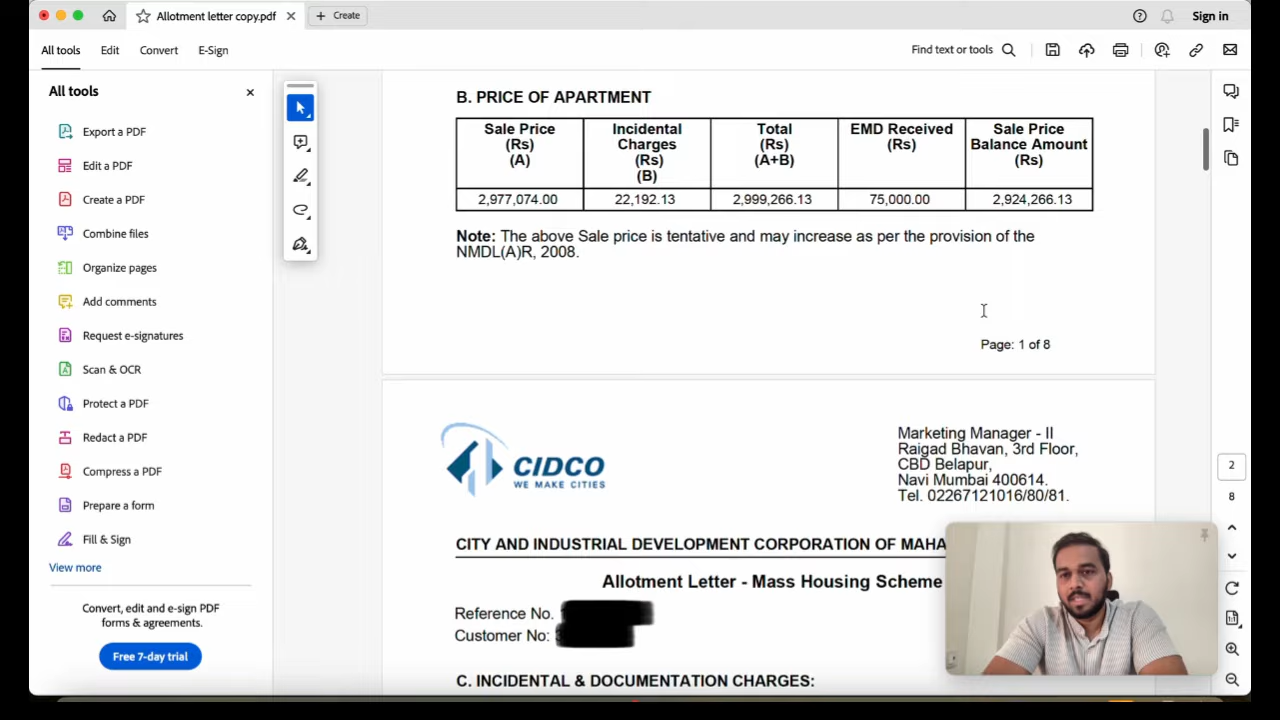 Allotment letter copy.pdf
Create
Sign in
All tools
Edit
Convert
E-Sign
Find text or tools
All tools
Export a PDF
Edit a PDF
Create a PDF
Combine files
Organize pages
Add comments
Request e-signatures
Scan & OCR
Protect a PDF
Redact a PDF
Compress a PDF
Prepare a form
Fill & Sign
View more
Convert, edit and e-sign PDF
forms & agreements.
Free 7-day trial
B. PRICE OF APARTMENT
Sale Price (Rs) (A)
Incidental Charges (Rs) (B)
Total (Rs) (A+B)
EMD Received (Rs)
Sale Price Balance Amount (Rs)
2,977,074.00 22,192.13 2,999,266.13 75,000.00 2,924,266.13
Note: The above Sale price is tentative and may increase as per the provision of the
NMDL(A)R, 2008.
Page: 1 of 8
CIDCO
WE MAKE CITIES
Marketing Manager - II
Raigad Bhavan, 3rd Floor,
CBD Belapur,
Navi Mumbai 400614.
Tel. 02267121016/80/81.
CITY AND INDUSTRIAL DEVELOPMENT CORPORATION OF MAHA
Allotment Letter - Mass Housing Scheme
Reference No.
Customer No:
C. INCIDENTAL & DOCUMENTATION CHARGES:
2
8